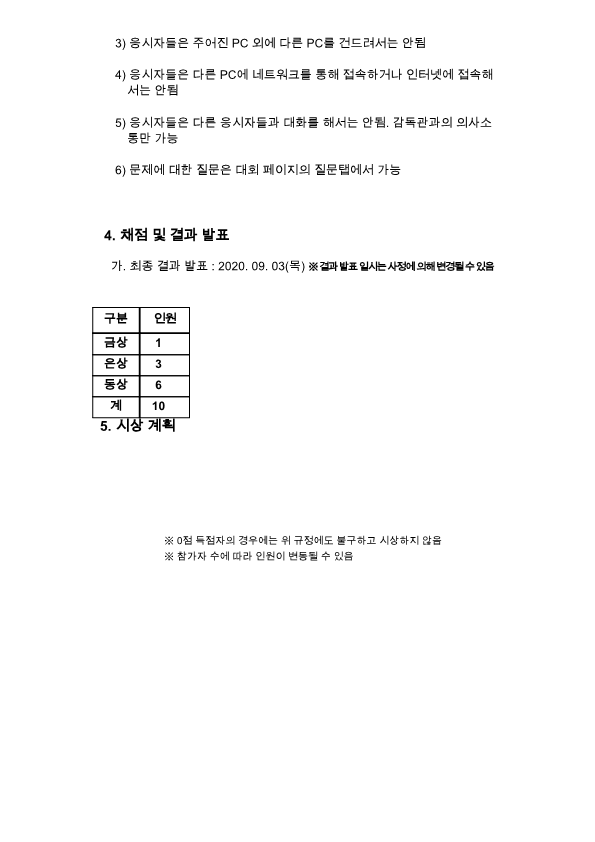 3) 응시자들은 주어진 PC 외에 다른 PC를 건드려서는 안됨
4) 응시자들은 다른 PC에 네트워크를 통해 접속하거나 인터넷에 접속해
서는 안됨
5) 응시자들은 다른 응시자들과 대화를 해서는 안됨. 감독관과의 의사소
통만 가능
6) 문제에 대한 질문은 대회 페이지의 질문탭에서 가능
4. 채점 및 결과 발표
가. 최종 결과 발표 : 2020. 09. 03(목) ※ 결과 발표 일시는 사정에 의해 변경될 수 있음
구분 인원
금상 1
은상 3
동상 6
계 10
5. 시상 계획
※ 0점 득점자의 경우에는 위 규정에도 불구하고 시상하지 않음
※ 참가자 수에 따라 인원이 변동될 수 있음